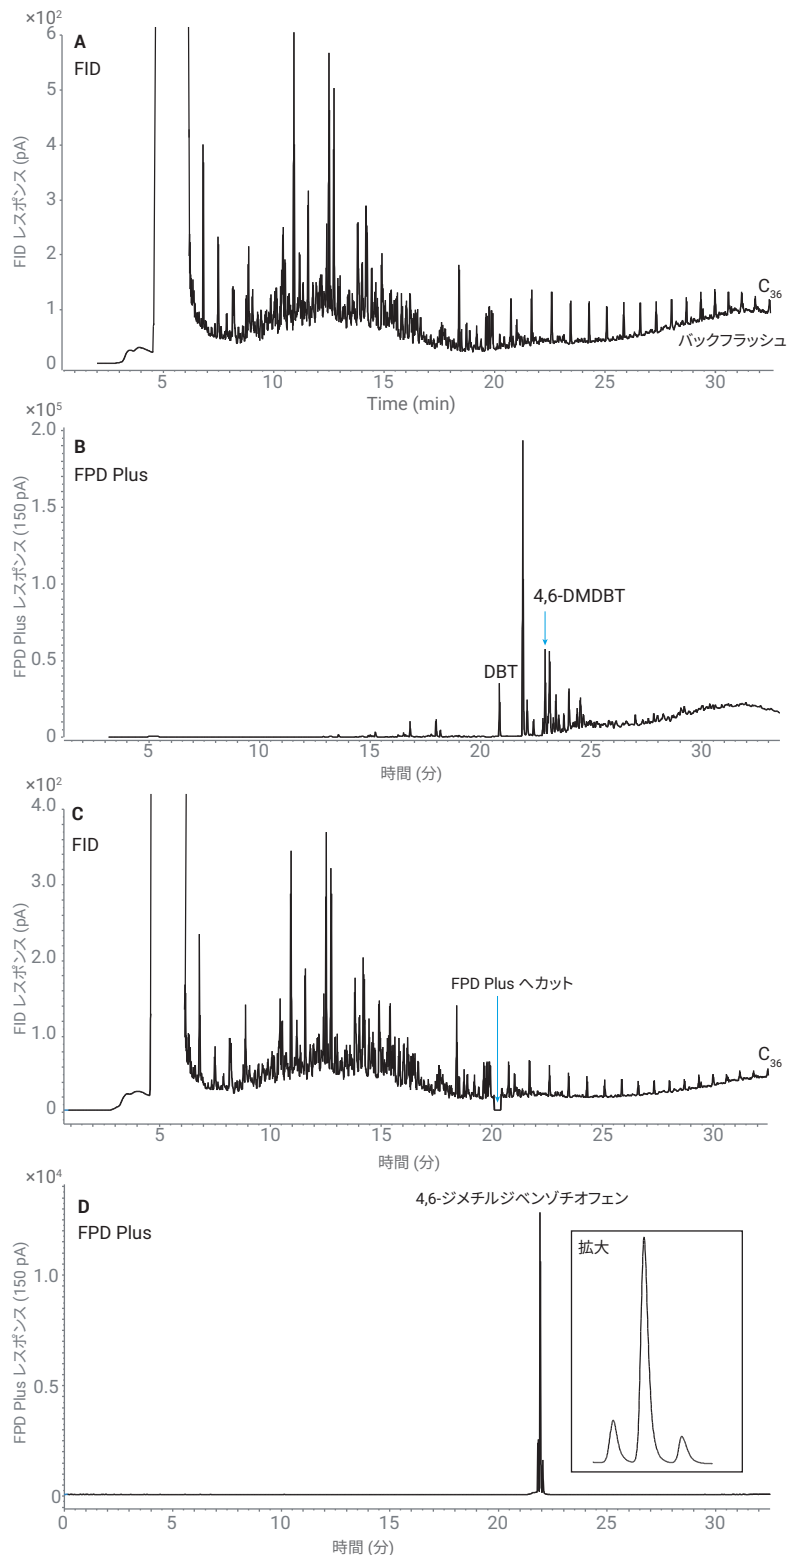 ×10²
A
FID
6
5
4
3
2
1
0
FID レスポンス (pA)
C₃₆
バックフラッシュ
5 10 15 20 25 30
Time (min)
×10⁵
B
FPD Plus
2.0
1.5
1.0
0.5
0
FPD Plus レスポンス (150 pA)
4,6-DMDBT
DBT
5 10 15 20 25 30
時間 (分)
×10²
C
FID
4.0
3.0
2.0
1.0
0
FID レスポンス (pA)
FPD Plus へカット
C₃₆
5 10 15 20 25 30
時間 (分)
×10⁴
D
FPD Plus
4,6-ジメチルジベンゾチオフェン
拡大
1.0
0.5
0
FPD Plus レスポンス (150 pA)
0 5 10 15 20 25 30
時間 (分)